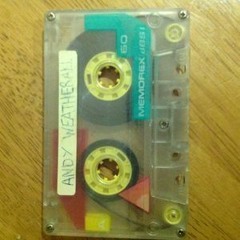 ANDY WEATHERALL
60
MEMOREX dBS I